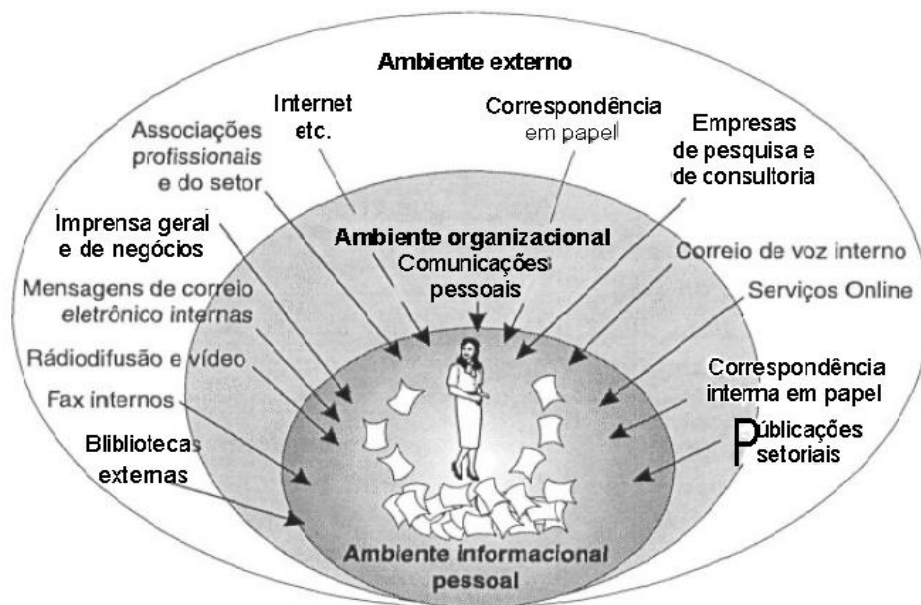 Ambiente externo
Internet
etc.
Correspondência
em papel
Associações
profissionais
e do setor
Empresas
de pesquisa e
de consultoria
Imprensa geral
e de negócios
Ambiente organizacional
Comunicações
pessoais
Correio de voz interno
Mensagens de correio
eletrônico internas
Serviços Online
Rádiodifusão e vídeo
Correspondência
interna em papel
Fax internos
Públicações
setoriais
Blibliotecas
externas
Ambiente informacional
pessoal